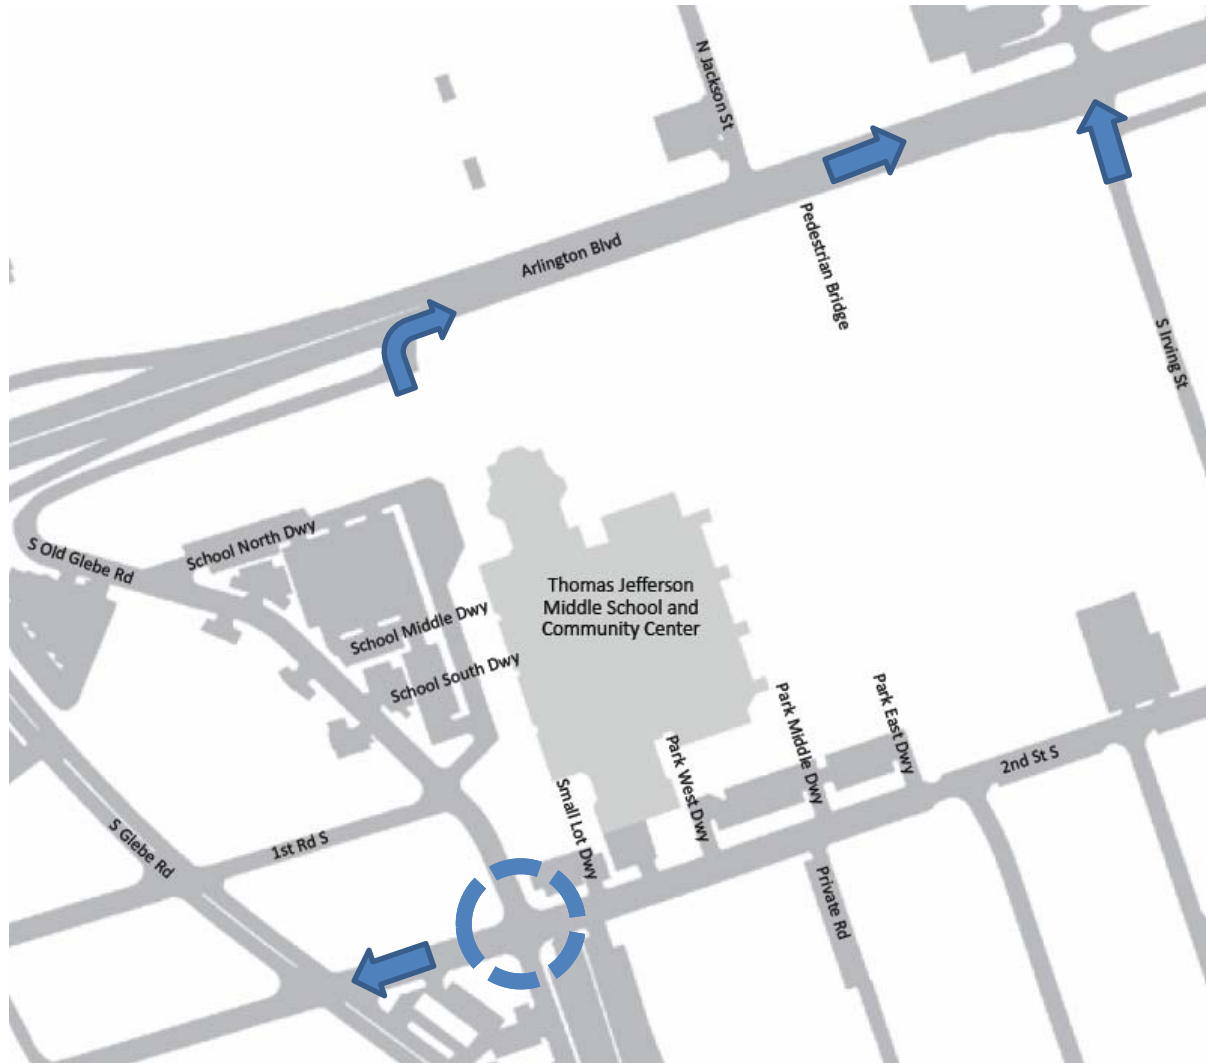 N Jackson St
Arlington Blvd
Pedestrian Bridge
S Irving St
S Old Glebe Rd
School North Dwy
School Middle Dwy
School South Dwy
Thomas Jefferson
Middle School and
Community Center
Park West Dwy
Park Middle Dwy
Park East Dwy
2nd St S
Small Lot Dwy
S Glebe Rd
1st Rd S
Private Rd